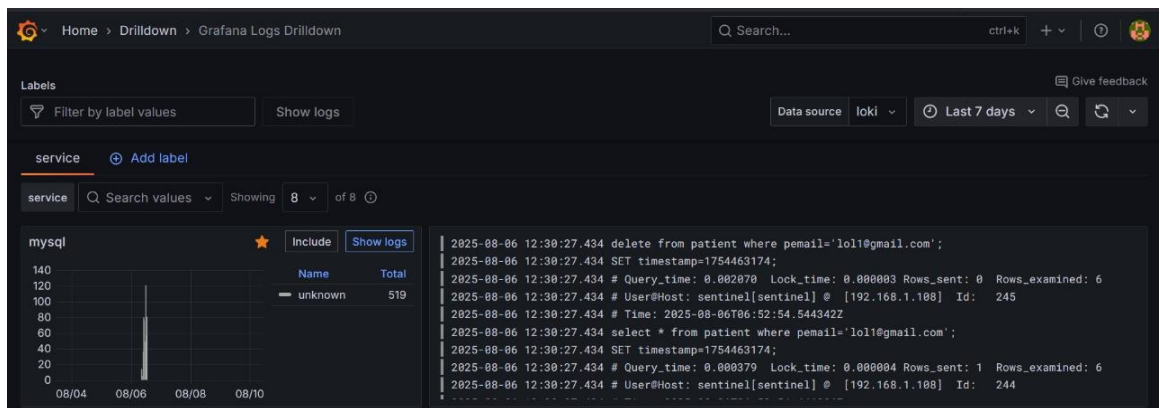 Home › Drilldown › Grafana Logs Drilldown
Search... ctrl+k
Give feedback
Labels
Filter by label values Show logs
Data source loki Last 7 days
service Add label
service Search values Showing 8 of 8
mysql Include Show logs
Name Total
unknown 519
140
120
100
80
60
40
20
0
08/04 08/06 08/08 08/10
2025-08-06 12:30:27.434 delete from patient where pemail='lol1@gmail.com';
2025-08-06 12:30:27.434 SET timestamp=1754463174;
2025-08-06 12:30:27.434 # Query_time: 0.002070 Lock_time: 0.000003 Rows_sent: 0 Rows_examined: 6
2025-08-06 12:30:27.434 # User@Host: sentinel[sentinel] @ [192.168.1.108] Id: 245
2025-08-06 12:30:27.434 # Time: 2025-08-06T06:52:54.544342Z
2025-08-06 12:30:27.434 select * from patient where pemail='lol1@gmail.com';
2025-08-06 12:30:27.434 SET timestamp=1754463174;
2025-08-06 12:30:27.434 # Query_time: 0.000379 Lock_time: 0.000004 Rows_sent: 1 Rows_examined: 6
2025-08-06 12:30:27.434 # User@Host: sentinel[sentinel] @ [192.168.1.108] Id: 244